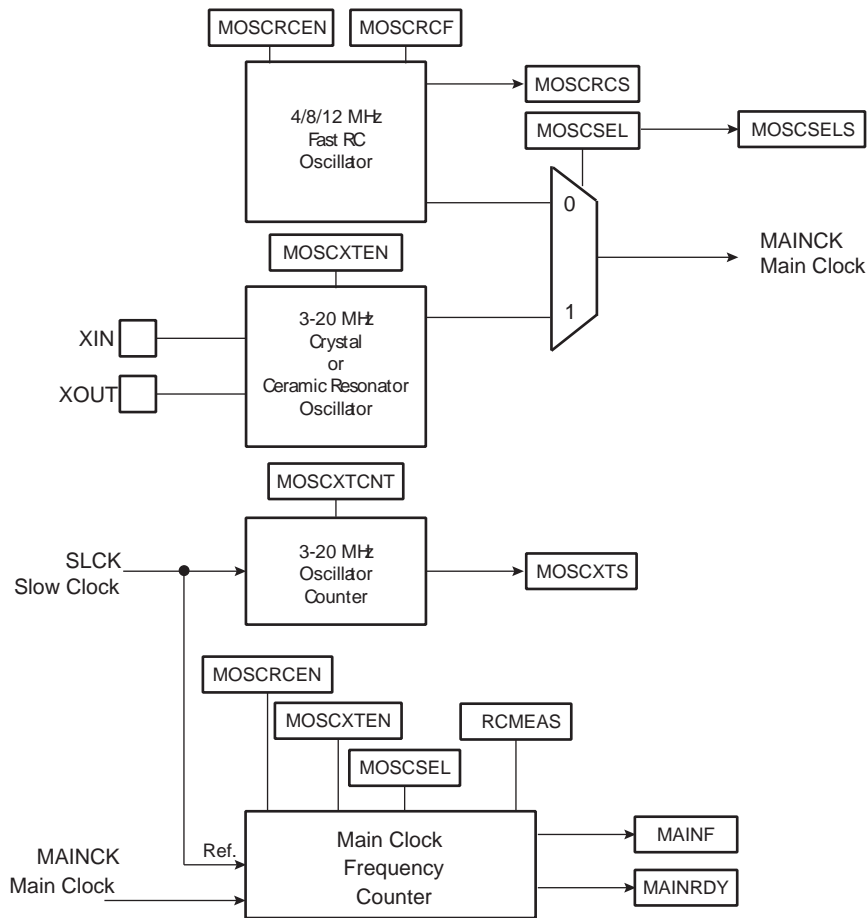 MOSCRCEN
MOSCRCF
4/8/12 MHz
Fast RC
Oscillator
MOSCRCS
MOSCSEL
MOSCSELS
0
MAINCK
Main Clock
1
MOSCXTEN
XIN
XOUT
3-20 MHz
Crystal
or
Ceramic Resonator
Oscillator
MOSCXTCNT
SLCK
Slow Clock
3-20 MHz
Oscillator
Counter
MOSCXTS
MOSCRCEN
MOSCXTEN
RCMEAS
MOSCSEL
MAINCK
Main Clock
Ref.
Main Clock
Frequency
Counter
MAINF
MAINRDY